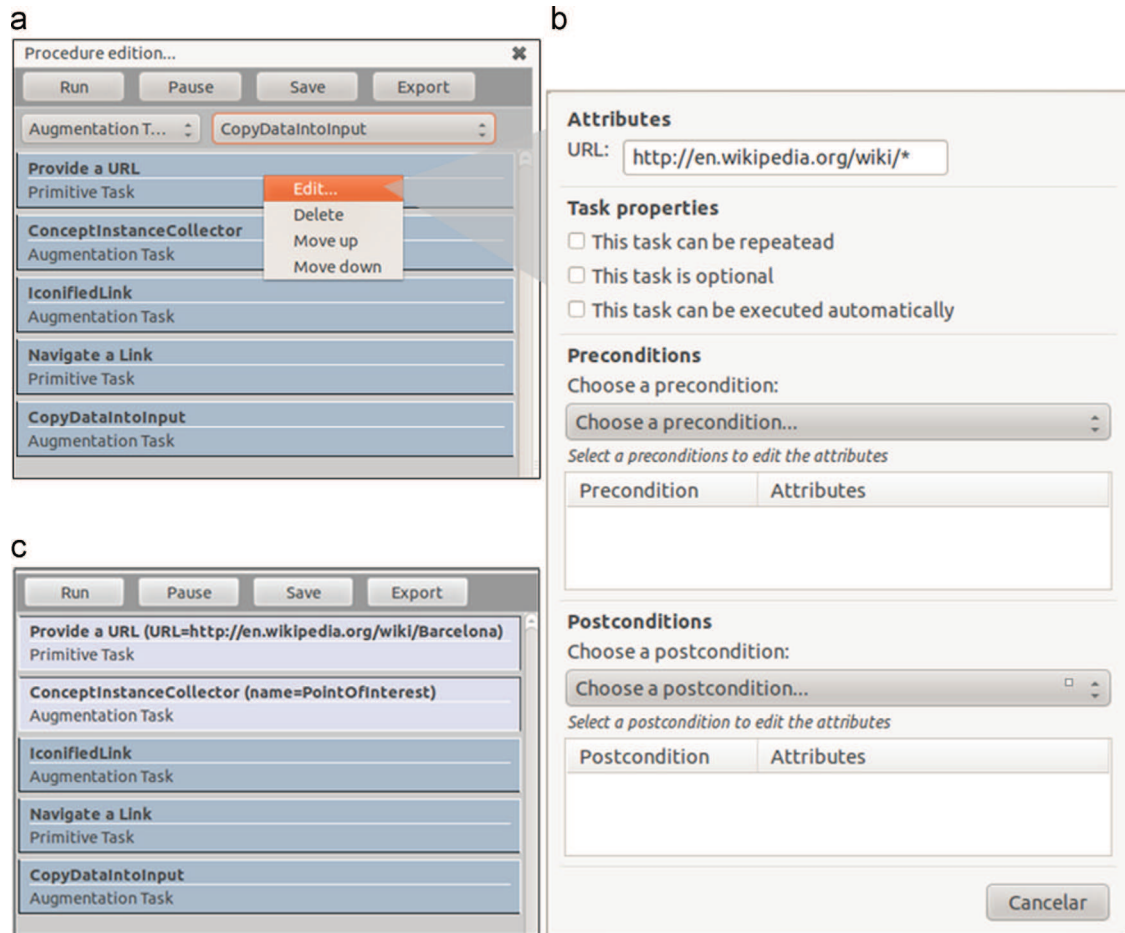 a
Procedure edition...
Run Pause Save Export
Augmentation T... CopyDataIntoInput
Provide a URL
Primitive Task
ConceptInstanceCollector
Augmentation Task
IconifiedLink
Augmentation Task
Navigate a Link
Primitive Task
CopyDataIntoInput
Augmentation Task
Edit...
Delete
Move up
Move down
b
Attributes
URL: http://en.wikipedia.org/wiki/*
Task properties
This task can be repeatead
This task is optional
This task can be executed automatically
Preconditions
Choose a precondition:
Choose a precondition...
Select a preconditions to edit the attributes
Precondition Attributes
Postconditions
Choose a postcondition:
Choose a postcondition...
Select a postcondition to edit the attributes
Postcondition Attributes
Cancelar
c
Run Pause Save Export
Provide a URL (URL=http://en.wikipedia.org/wiki/Barcelona)
Primitive Task
ConceptInstanceCollector (name=PointOfInterest)
Augmentation Task
IconifiedLink
Augmentation Task
Navigate a Link
Primitive Task
CopyDataIntoInput
Augmentation Task